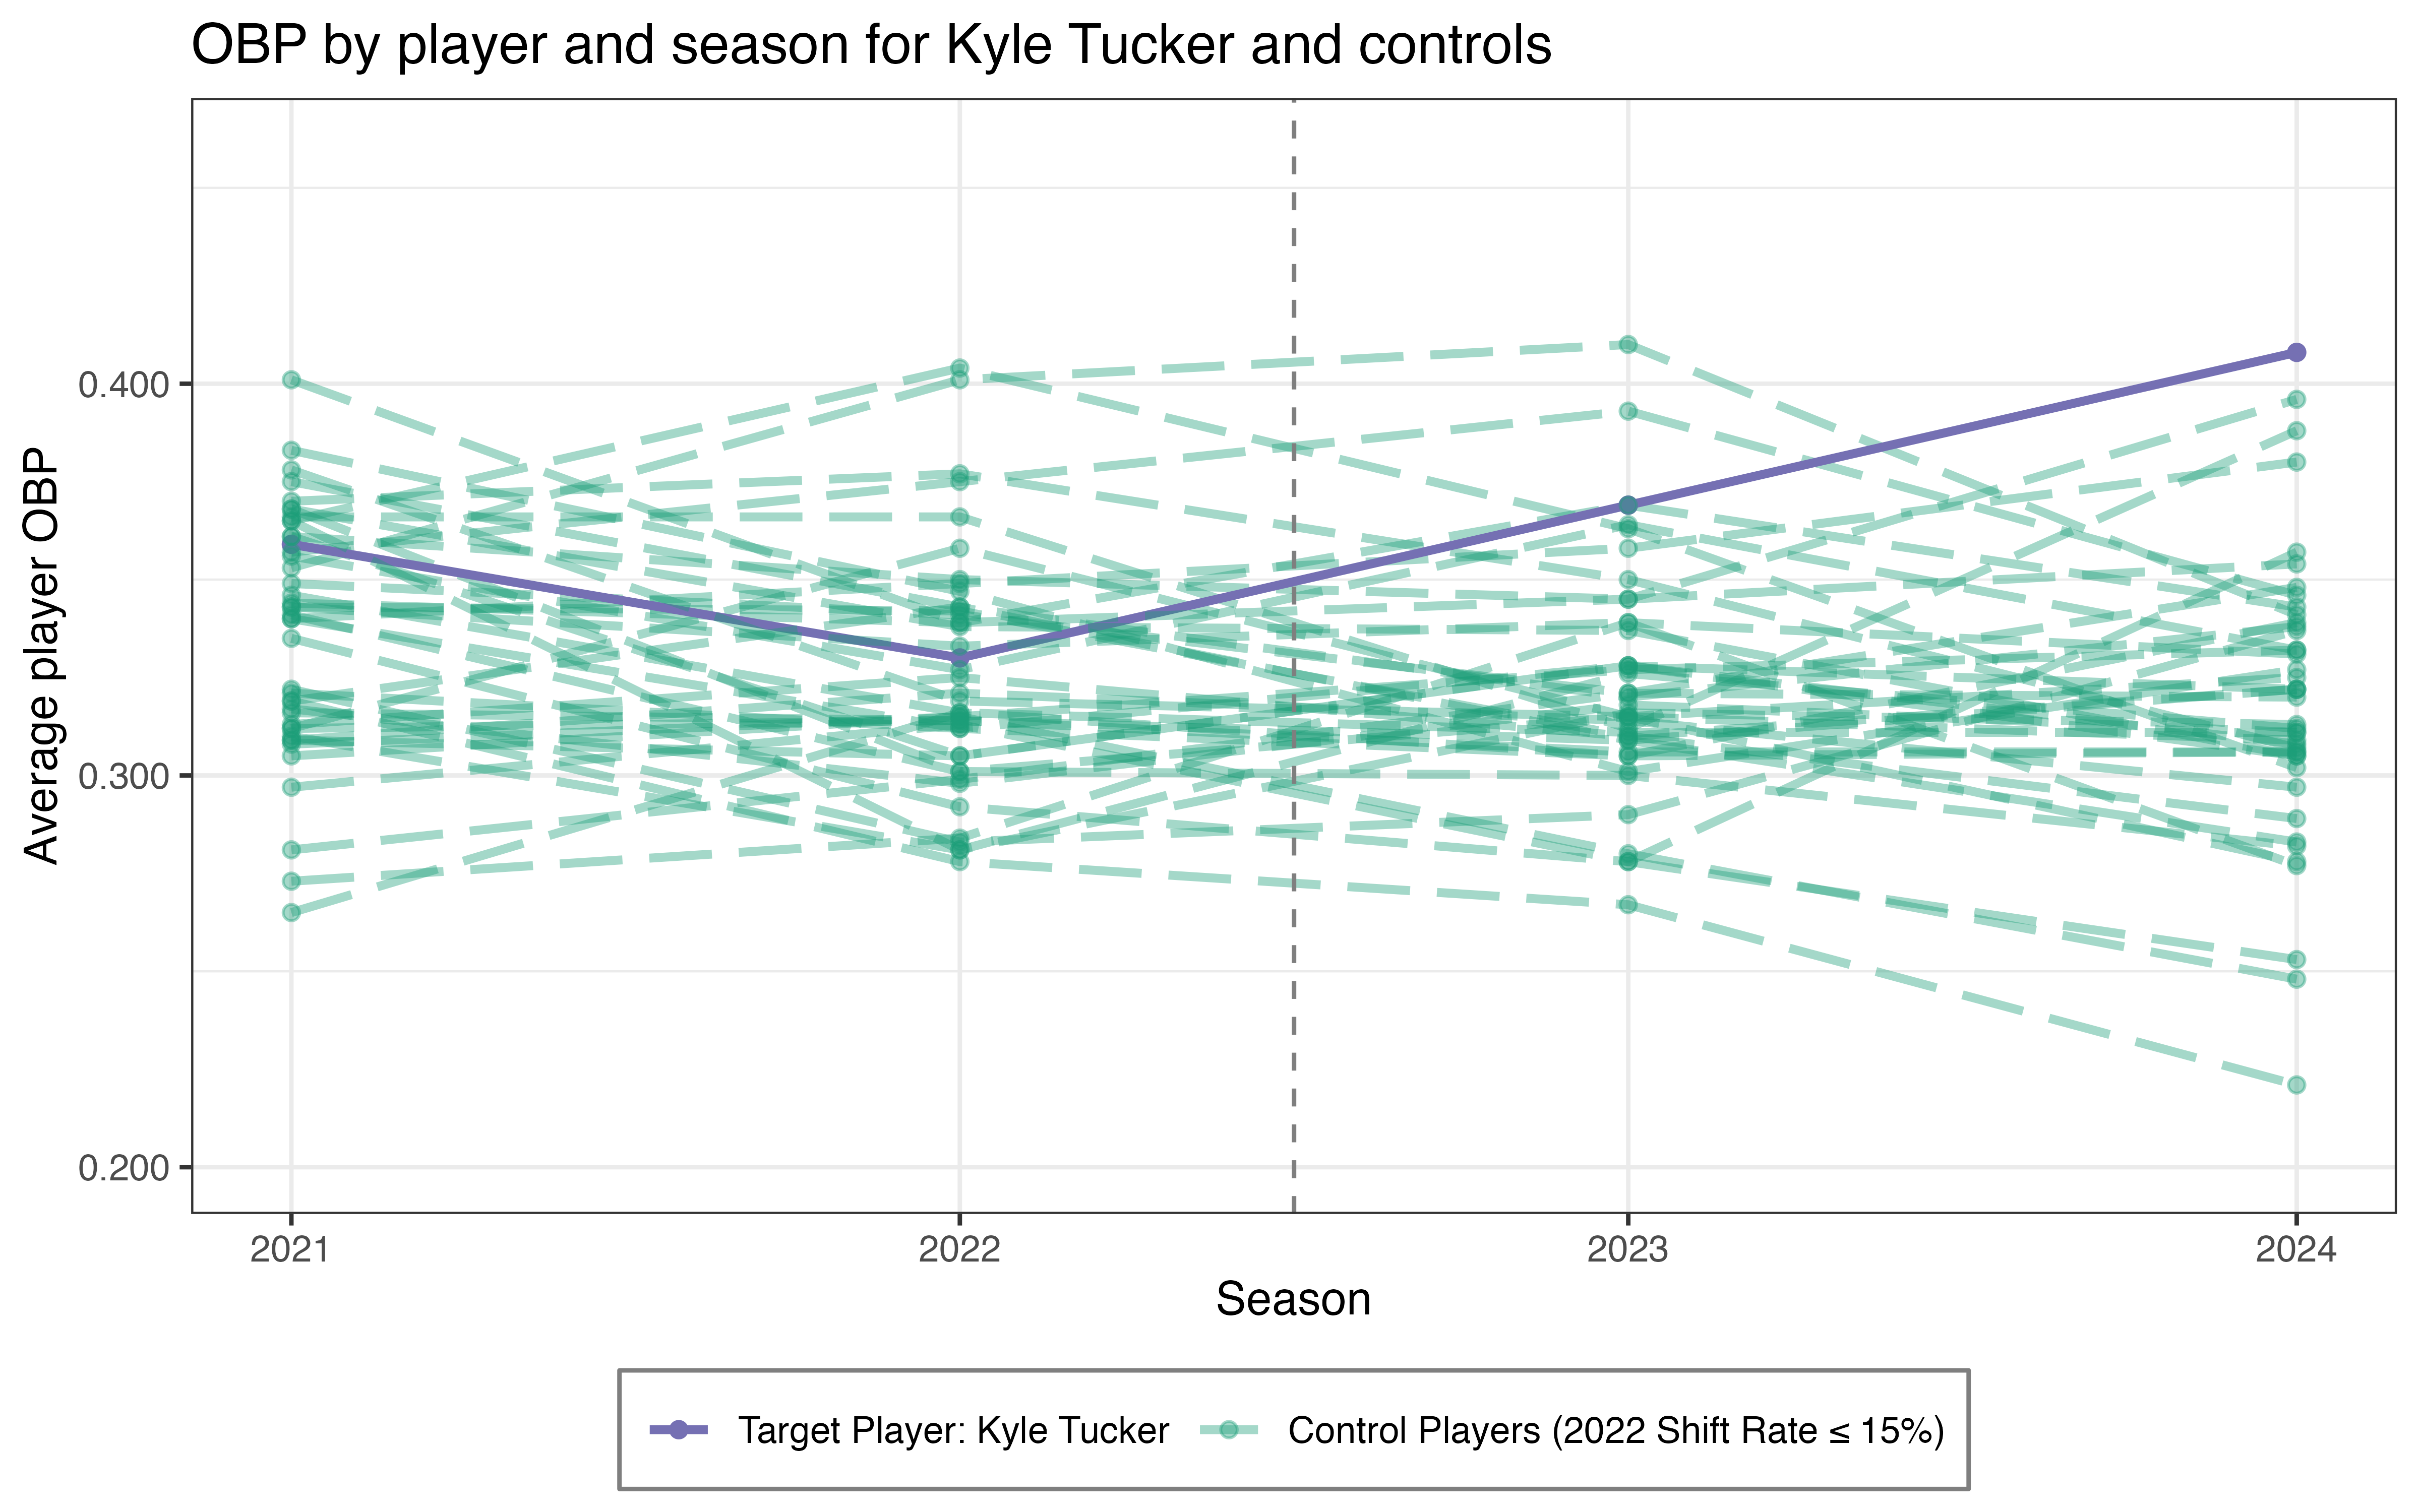 OBP by player and season for Kyle Tucker and controls
Average player OBP
0.400
0.300
0.200
2021
2022
2023
2024
Season
Target Player: Kyle Tucker
Control Players (2022 Shift Rate ≤ 15%)